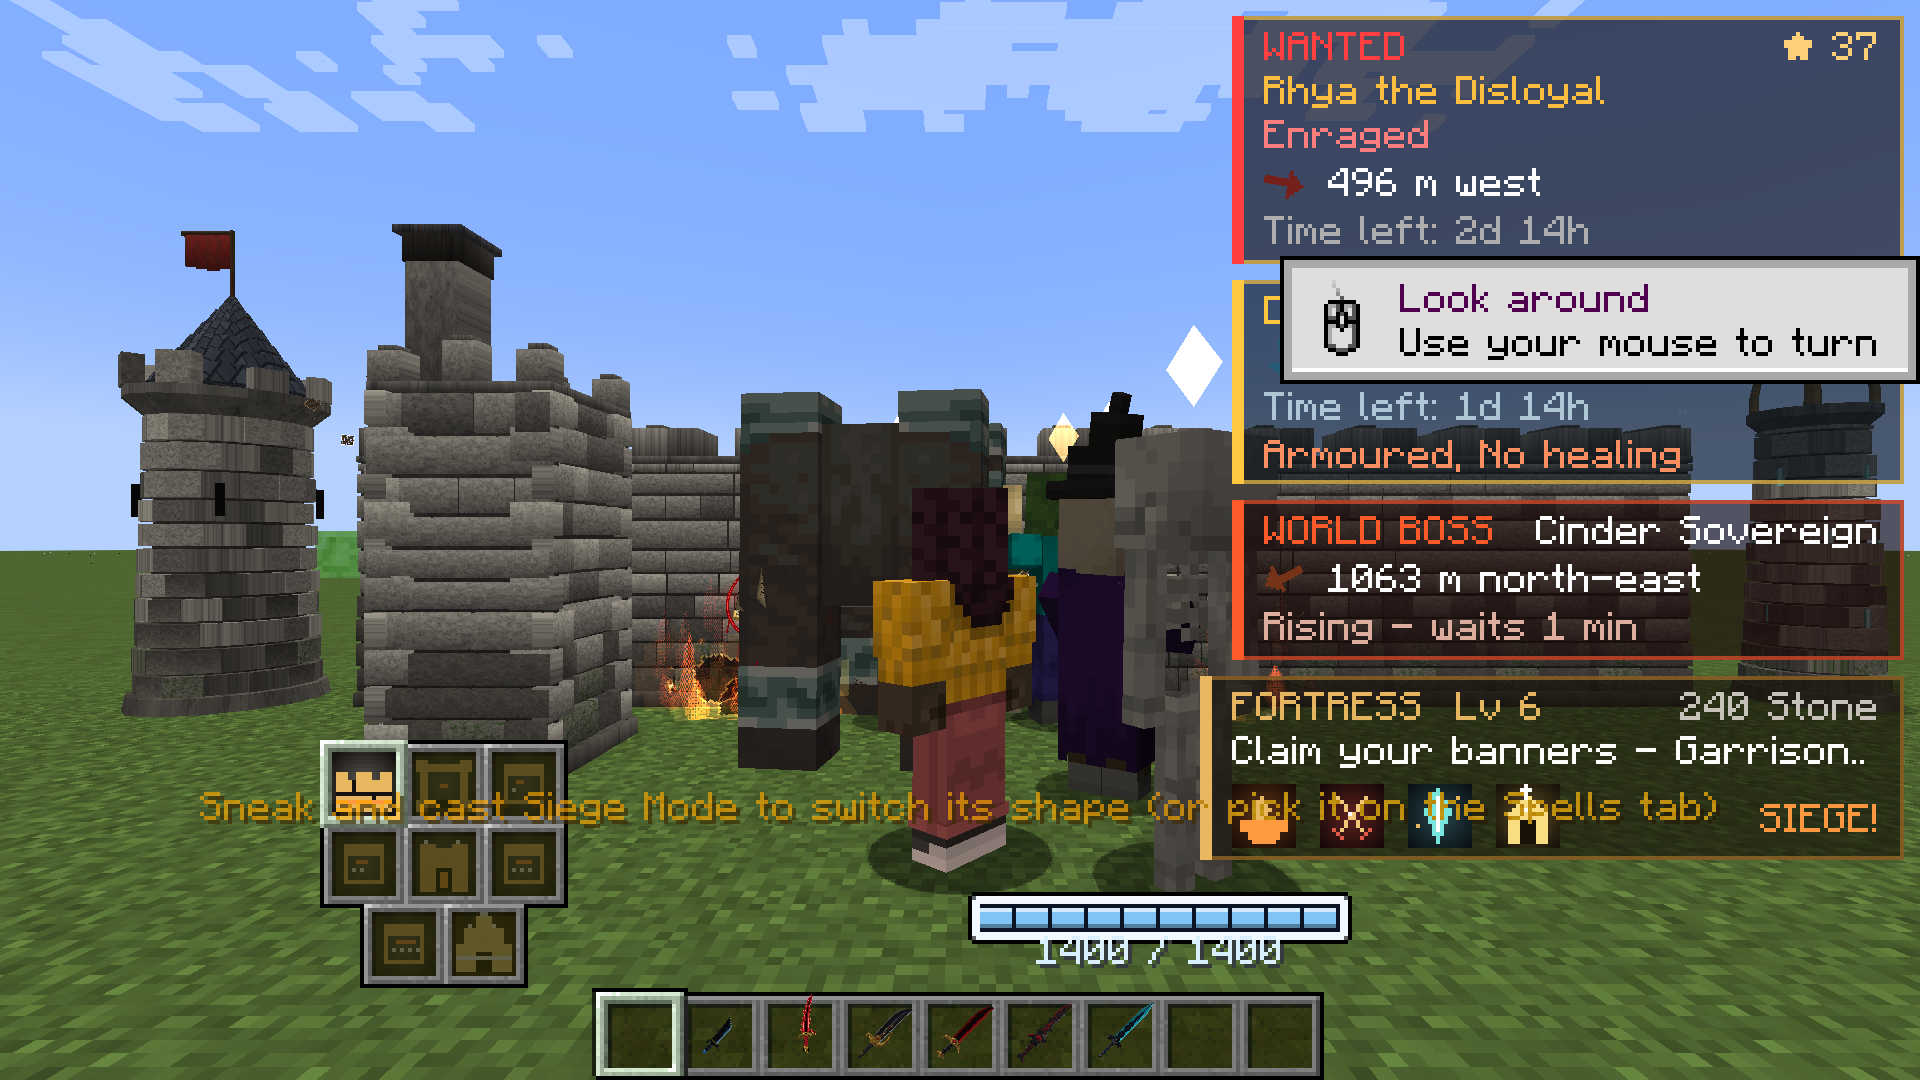 WANTED
37
Rhya the Disloyal
Enraged
496 m west
Time left: 2d 14h
Look around
Use your mouse to turn
Time left: 1d 14h
Armoured, No healing
WORLD BOSS Cinder Sovereign
1063 m north-east
Rising - waits 1 min
FORTRESS Lv 6 240 Stone
Claim your banners - Garrison..
Sneak and cast Siege Mode to switch its shape (or pick it on the Spells tab)
SIEGE!
1400 / 1400